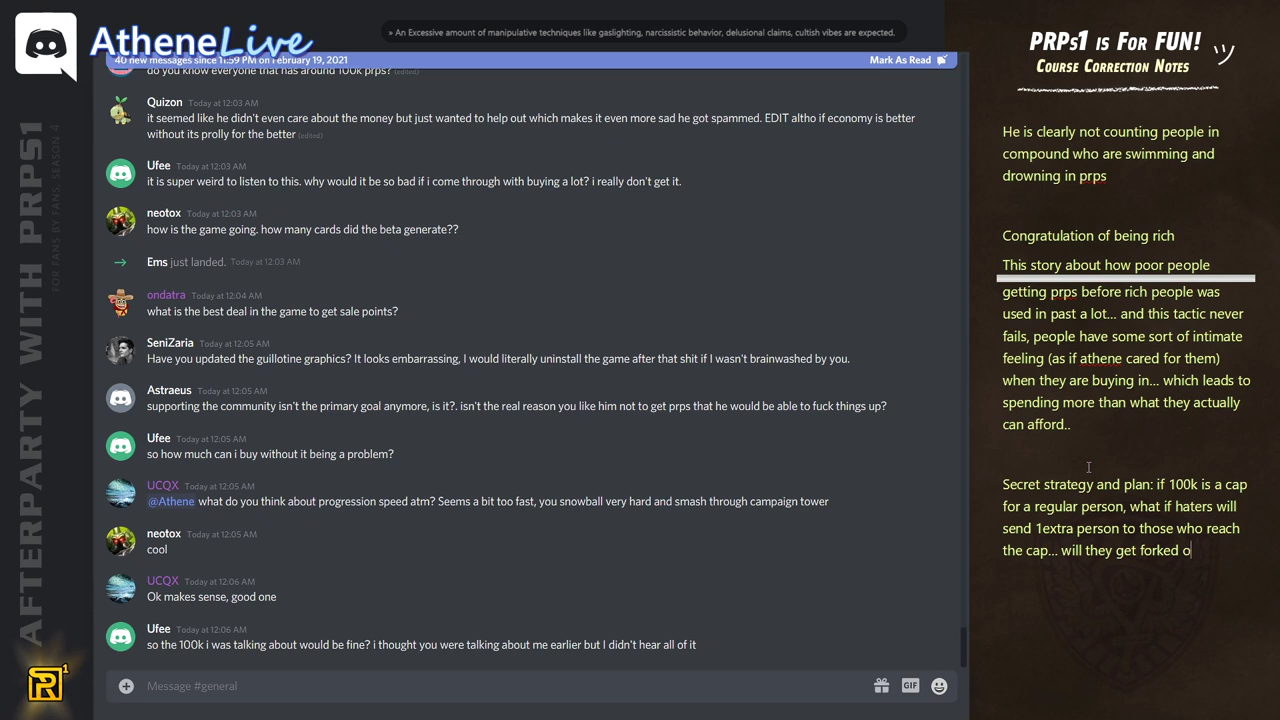 AtheneLive
» An Excessive amount of manipulative techniques like gaslighting, narcissistic behavior, delusional claims, cultish vibes are expected.
40 new messages since 11:59 PM on February 19, 2021
Mark As Read
do you know everyone that has around 100k prps? (edited)
Quizon Today at 12:03 AM
it seemed like he didn't even care about the money but just wanted to help out which makes it even more sad he got spammed. EDIT altho if economy is better
without its prolly for the better (edited)
Ufee Today at 12:03 AM
it is super weird to listen to this. why would it be so bad if i come through with buying a lot? i really don't get it.
neotox Today at 12:03 AM
how is the game going. how many cards did the beta generate??
Ems just landed. Today at 12:03 AM
ondatra Today at 12:04 AM
what is the best deal in the game to get sale points?
SeniZaria Today at 12:05 AM
Have you updated the guillotine graphics? It looks embarrassing, I would literally uninstall the game after that shit if I wasn't brainwashed by you.
Astraeus Today at 12:05 AM
supporting the community isn't the primary goal anymore, is it?. isn't the real reason you like him not to get prps that he would be able to fuck things up?
Ufee Today at 12:05 AM
so how much can i buy without it being a problem?
UCQX Today at 12:05 AM
@Athene what do you think about progression speed atm? Seems a bit too fast, you snowball very hard and smash through campaign tower
neotox Today at 12:05 AM
cool
UCQX Today at 12:06 AM
Ok makes sense, good one
Ufee Today at 12:06 AM
so the 100k i was talking about would be fine? i thought you were talking about me earlier but I didn't hear all of it
Message #general
GIF
AFTERPARTY WITH PRPS1
FOR FANS BY FANS, SEASON 4
PRPs1 is For FUN!
Course Correction Notes
ツ
He is clearly not counting people in
compound who are swimming and
drowning in prps
Congratulation of being rich
This story about how poor people
getting prps before rich people was
used in past a lot... and this tactic never
fails, people have some sort of intimate
feeling (as if athene cared for them)
when they are buying in... which leads to
spending more than what they actually
can afford..
Secret strategy and plan: if 100k is a cap
for a regular person, what if haters will
send 1extra person to those who reach
the cap... will they get forked o